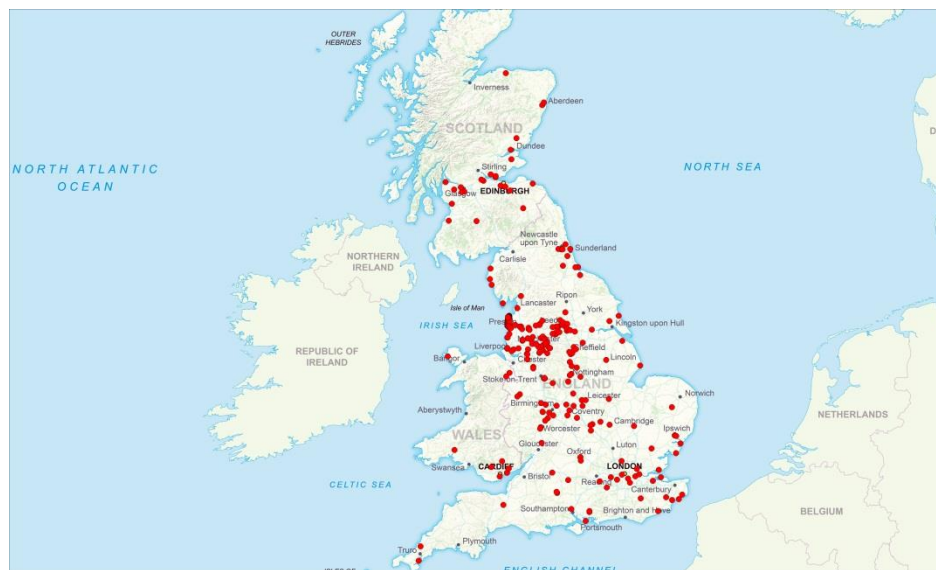 OUTER
HEBRIDES
Inverness
Aberdeen
SCOTLAND
Dundee
NORTH ATLANTIC
OCEAN
NORTH SEA
Stirling
Glasgow
EDINBURGH
Newcastle
upon Tyne
Sunderland
Carlisle
NORTHERN
IRELAND
Isle of Man
Lancaster
Ripon
York
IRISH SEA
Kingston upon Hull
Liverpool
Sheffield
Lincoln
REPUBLIC OF
IRELAND
Bangor
Chester
Stoke-on-Trent
Nottingham
ENGLAND
Leicester
Norwich
Birmingham
Coventry
Aberystwyth
Worcester
Cambridge
Ipswich
WALES
Gloucester
Luton
Oxford
NETHERLANDS
Swansea
CARDIFF
Bristol
LONDON
Reading
Canterbury
CELTIC SEA
Southampton
Brighton and Hove
Portsmouth
BELGIUM
Plymouth
Truro
ENGLISH CHANNEL